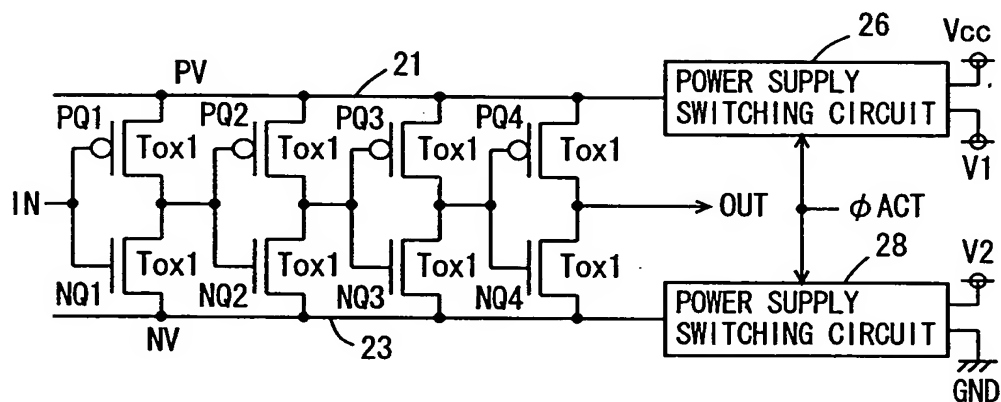 26
Vcc
PV
21
POWER SUPPLY
SWITCHING CIRCUIT
PQ1 PQ2 PQ3 PQ4
Tox1 Tox1 Tox1 Tox1
V1
IN
OUT
φACT
Tox1 Tox1 Tox1 Tox1
28
V2
NQ1 NQ2 NQ3 NQ4
POWER SUPPLY
SWITCHING CIRCUIT
NV
23
GND